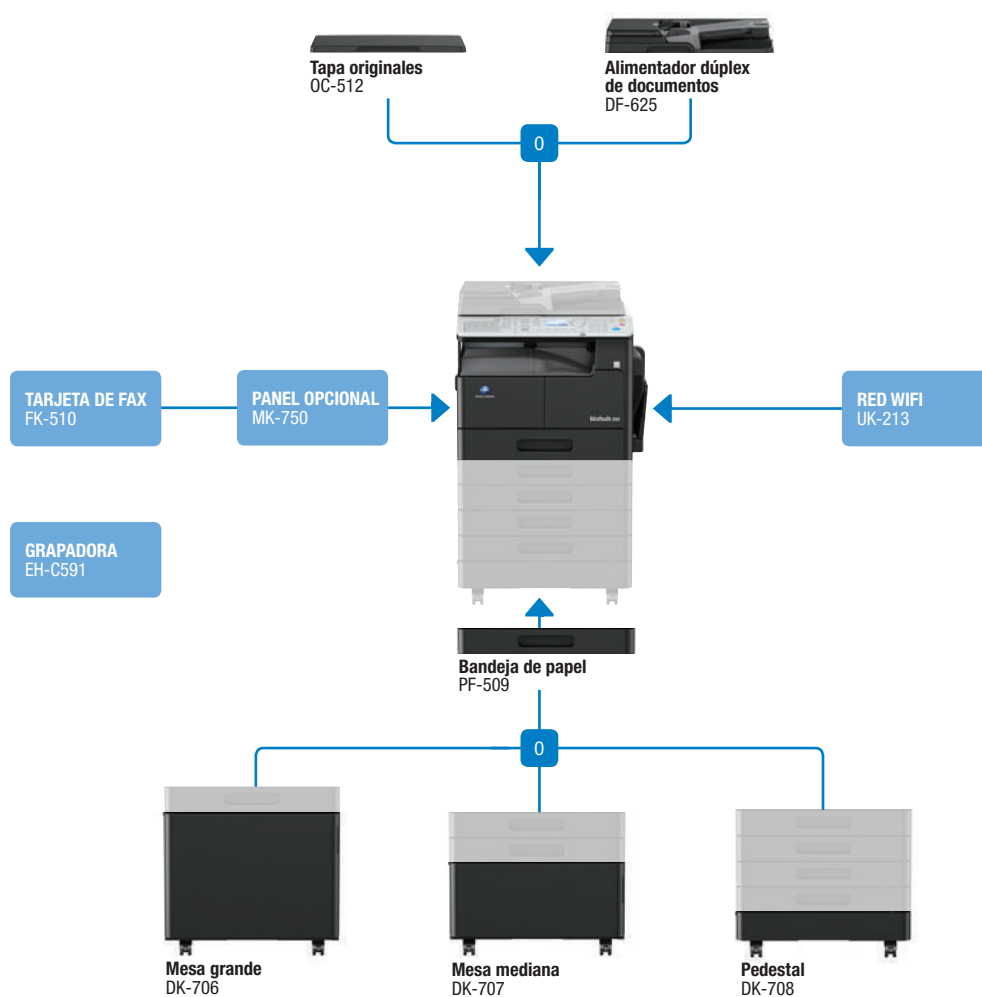 Tapa originales
OC-512
Alimentador dúplex
de documentos
DF-625
0
TARJETA DE FAX
FK-510
PANEL OPCIONAL
MK-750
bizhub
RED WIFI
UK-213
GRAPADORA
EH-C591
Bandeja de papel
PF-509
0
Mesa grande
DK-706
Mesa mediana
DK-707
Pedestal
DK-708